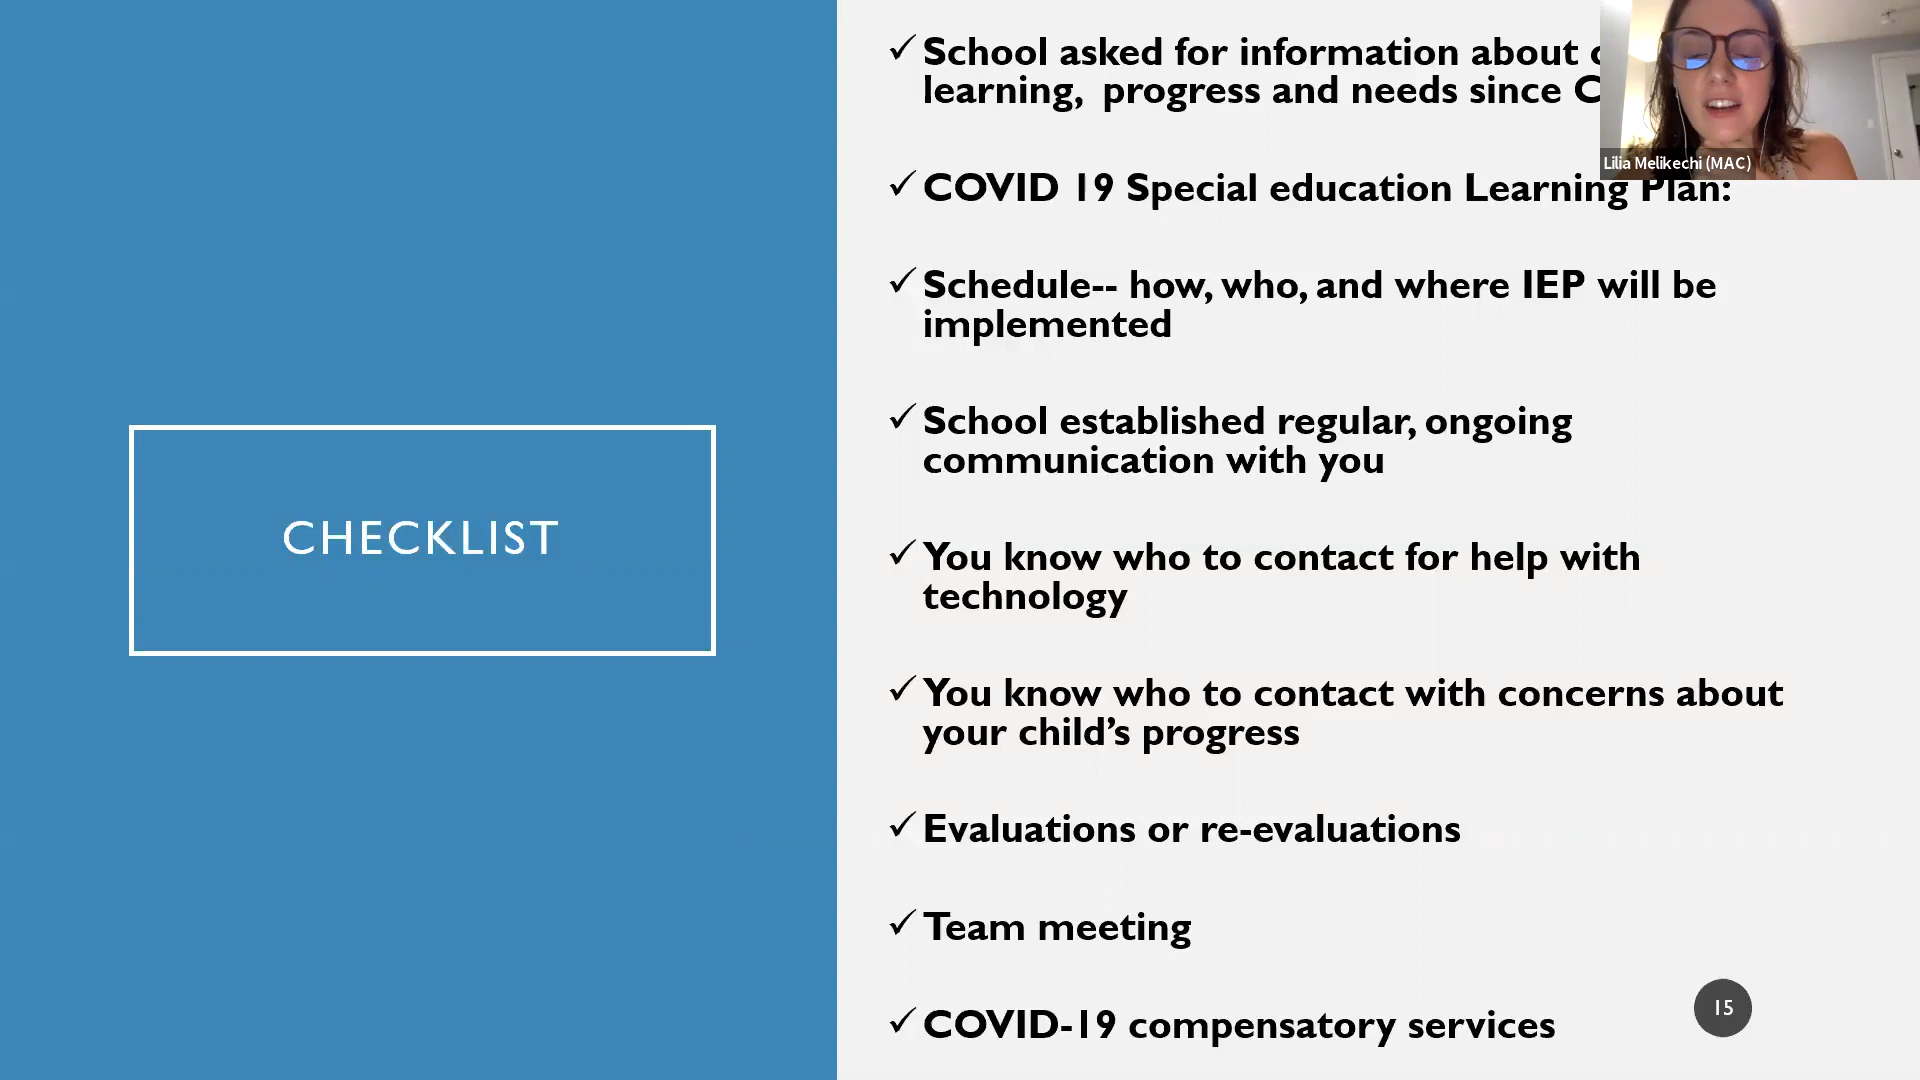 CHECKLIST
✓ School asked for information about
learning, progress and needs since
✓ COVID 19 Special education Learning Plan:
✓ Schedule-- how, who, and where IEP will be
implemented
✓ School established regular, ongoing
communication with you
✓ You know who to contact for help with
technology
✓ You know who to contact with concerns about
your child’s progress
✓ Evaluations or re-evaluations
✓ Team meeting
✓ COVID-19 compensatory services
Lilia Melikechi (MAC)
15